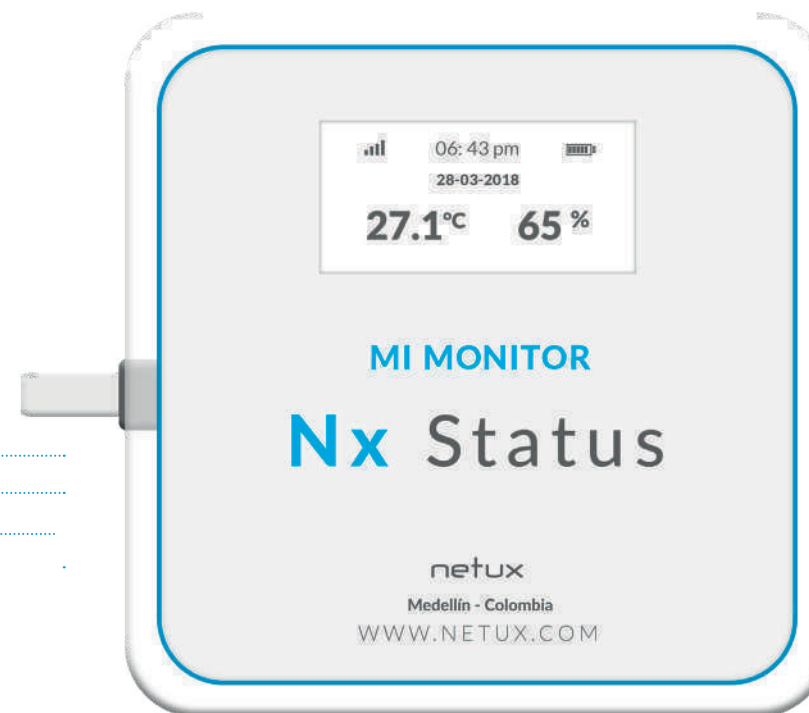 06: 43 pm
28-03-2018
27.1°C 65 %
MI MONITOR
Nx Status
netux
Medellín - Colombia
WWW.NETUX.COM